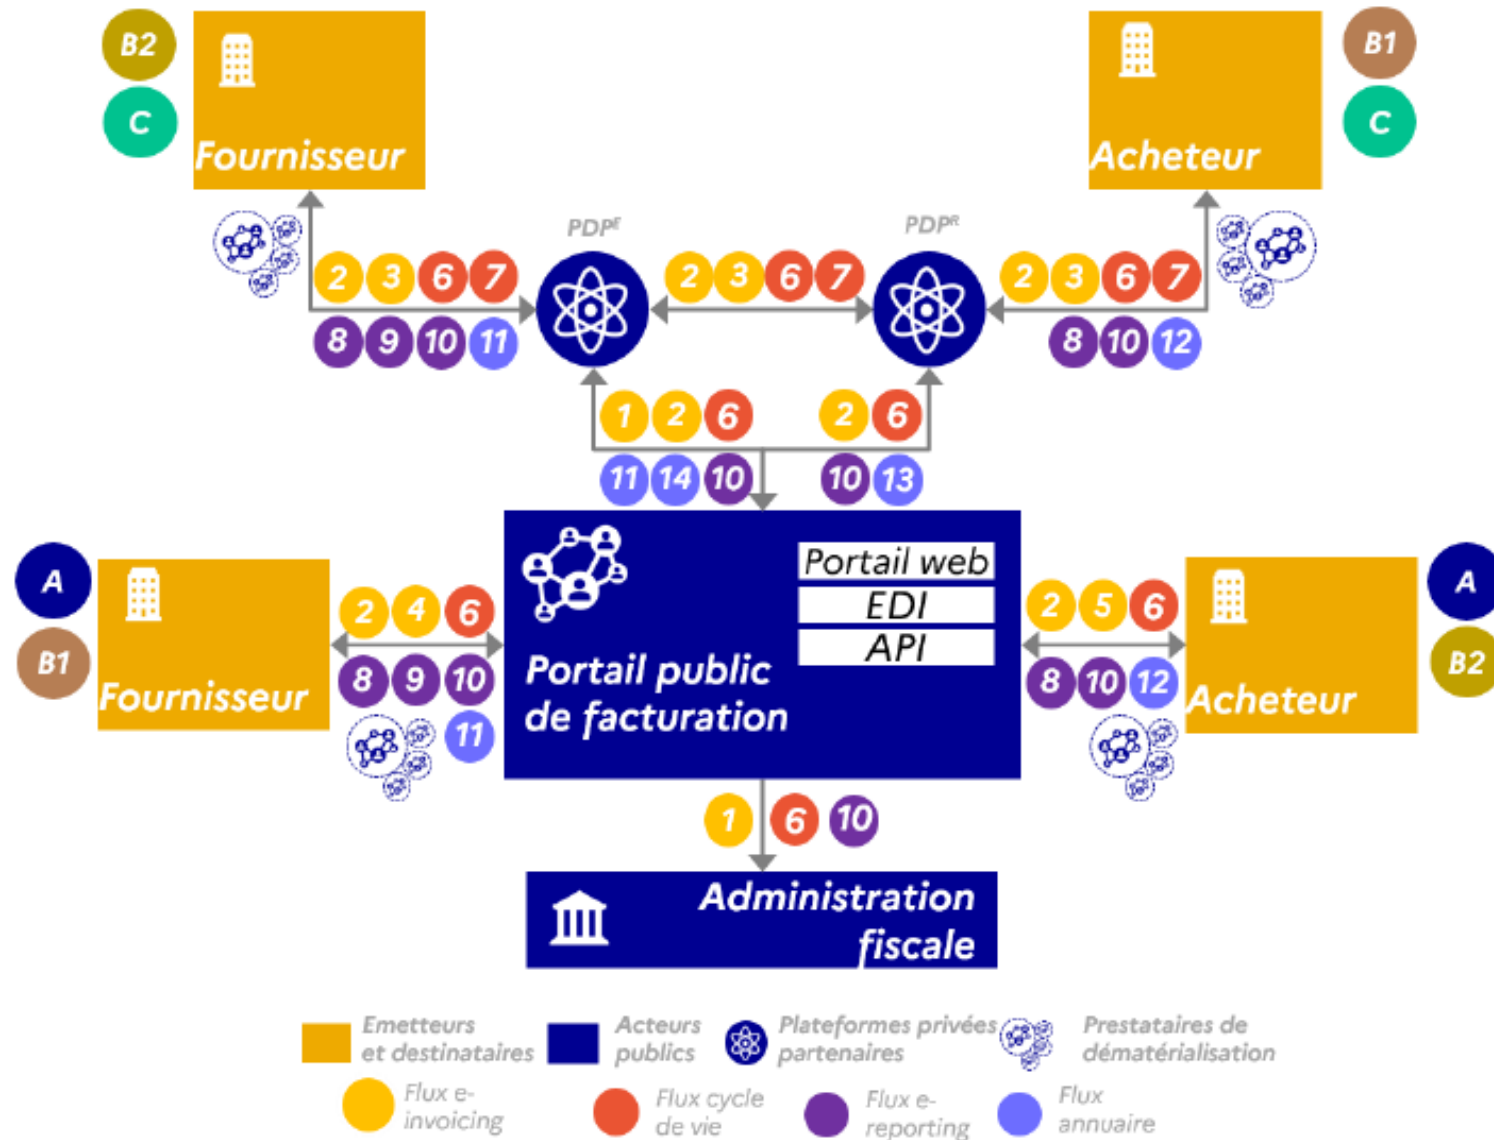 B2
C
Fournisseur
B1
C
Acheteur
PDPᴱ
PDPᴿ
2 3 6 7
8 9 10 11
2 3 6 7
2 3 6 7
8 10 12
1 2 6
11 14 10
2 6
10 13
A
B1
Fournisseur
2 4 6
8 9 10
11
Portail public
de facturation
Portail web
EDI
API
2 5 6
8 10 12
Acheteur
A
B2
1 6 10
Administration
fiscale
Emetteurs
et destinataires
Acteurs
publics
Plateformes privées
partenaires
Prestataires de
dématérialisation
Flux e-
invoicing
Flux cycle
de vie
Flux e-
reporting
Flux
annuaire